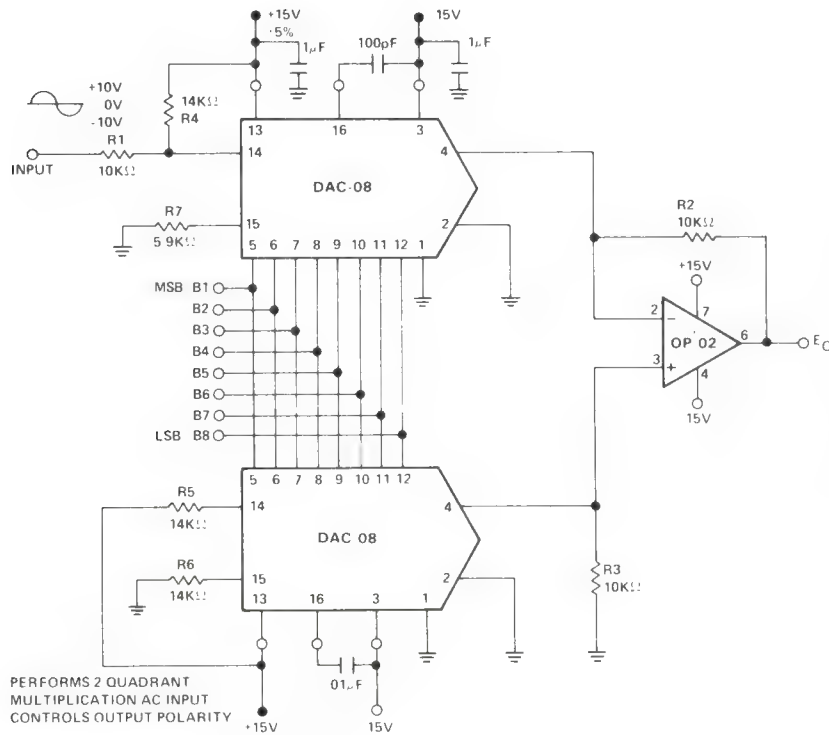 +15V
·5%
1μF
100pF
15V
1μF
+10V
0V
-10V
14KΩ
R4
R1
INPUT
10KΩ
13
16
3
14
4
DAC-08
R7
5.9KΩ
15
2
5 6 7 8 9 10 11 12 1
MSB B1
B2
B3
B4
B5
B6
B7
LSB B8
R2
10KΩ
+15V
2
7
OP 02
6
EO
3
4
15V
5 6 7 8 9 10 11 12
R5
14KΩ
14
4
DAC 08
R6
14KΩ
15
2
13
16
3
1
R3
10KΩ
01μF
PERFORMS 2 QUADRANT
MULTIPLICATION AC INPUT
CONTROLS OUTPUT POLARITY
+15V
15V